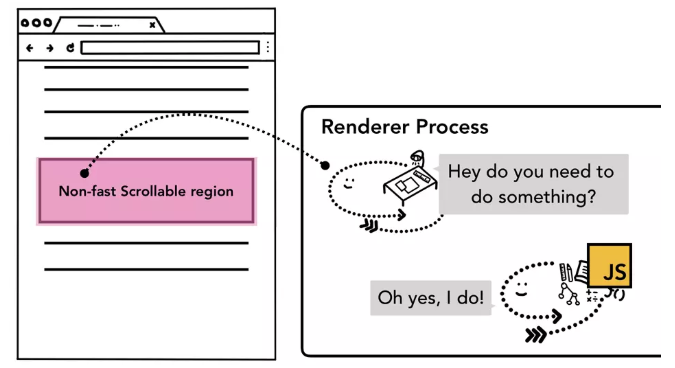 Non-fast Scrollable region
Renderer Process
Hey do you need to
do something?
JS
Oh yes, I do!